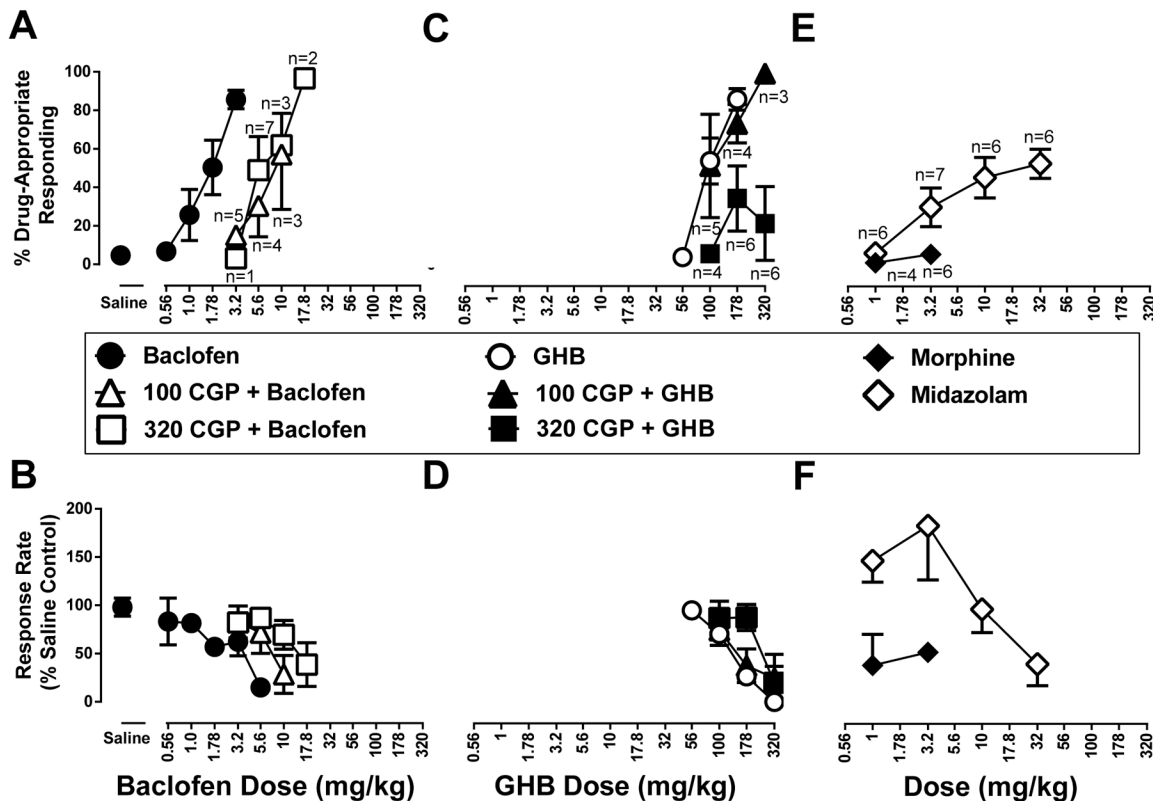 A
C
E
% Drug-Appropriate
Responding
100
80
60
40
20
0
n=2
n=3
n=7
n=5
n=3
n=4
n=1
n=3
n=4
n=5
n=6
n=4
n=6
n=6
n=6
n=7
n=6
n=6
n=4
n=6
Saline
0.56
1.0
1.78
3.2
5.6
10
17.8
32
56
100
178
320
0.56
1
1.78
3.2
5.6
10
17.8
32
56
100
178
320
0.56
1
1.78
3.2
5.6
10
17.8
32
56
100
178
320
Baclofen
100 CGP + Baclofen
320 CGP + Baclofen
GHB
100 CGP + GHB
320 CGP + GHB
Morphine
Midazolam
B
D
F
Response Rate
(% Saline Control)
200
150
100
50
0
Saline
0.56
1.0
1.78
3.2
5.6
10
17.8
32
56
100
178
320
0.56
1
1.78
3.2
5.6
10
17.8
32
56
100
178
320
0.56
1
1.78
3.2
5.6
10
17.8
32
56
100
178
320
Baclofen Dose (mg/kg)
GHB Dose (mg/kg)
Dose (mg/kg)